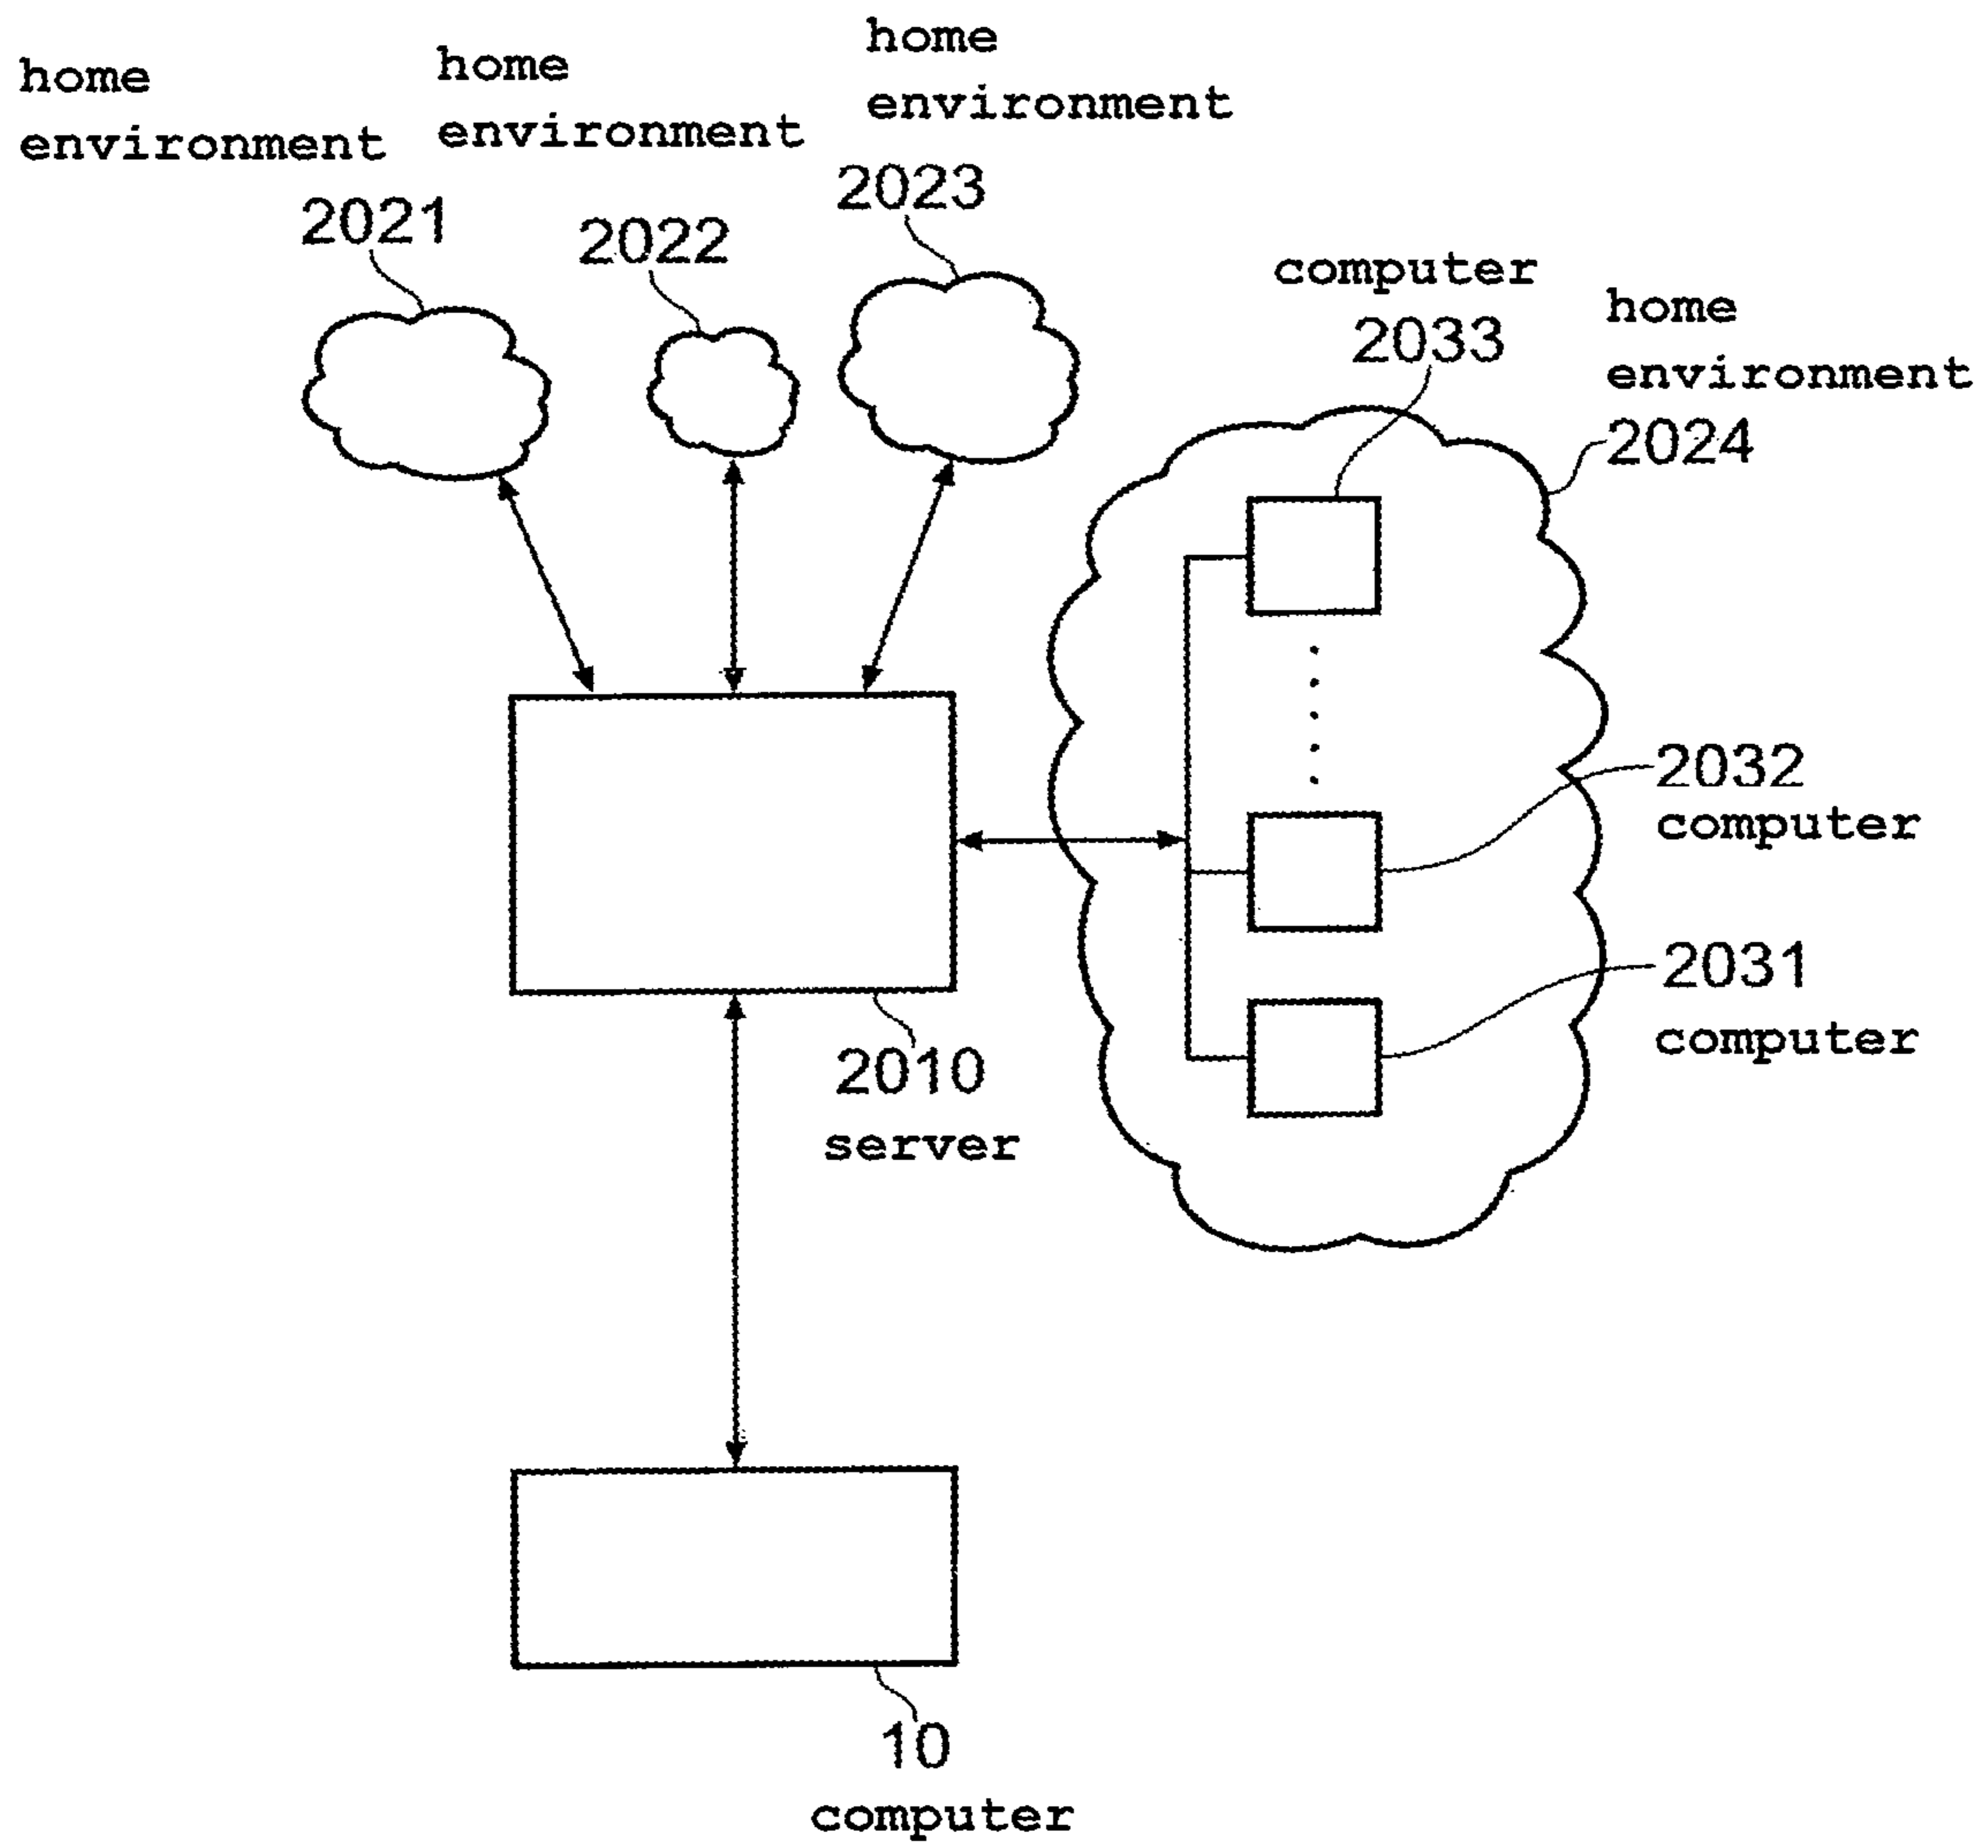 home
environment
2021
home
environment
2022
home
environment
2023
computer
2033
home
environment
2024
2032
computer
2031
computer
2010
server
10
computer